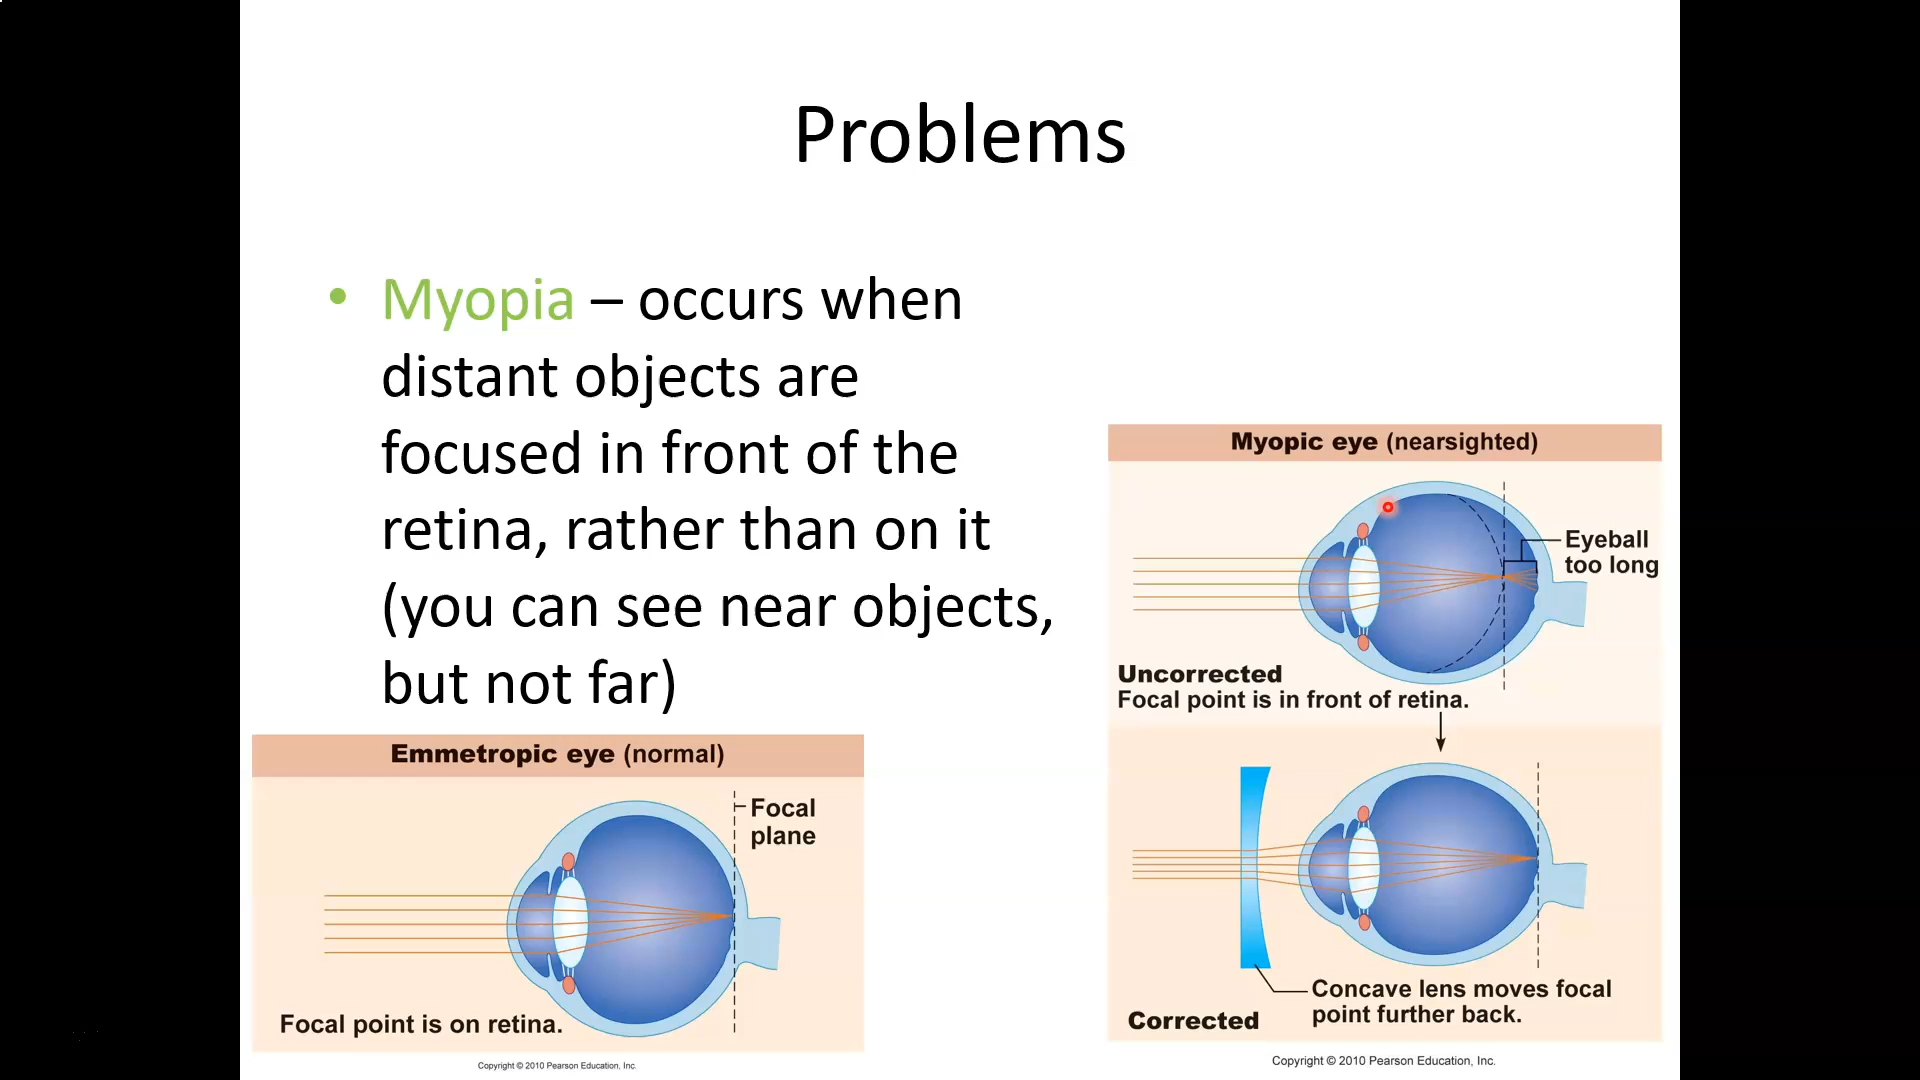 Problems
• Myopia – occurs when
distant objects are
focused in front of the
retina, rather than on it
(you can see near objects,
but not far)
Emmetropic eye (normal)
Focal
plane
Focal point is on retina.
Copyright © 2010 Pearson Education, Inc.
Myopic eye (nearsighted)
Eyeball
too long
Uncorrected
Focal point is in front of retina.
Concave lens moves focal
point further back.
Corrected
Copyright © 2010 Pearson Education, Inc.